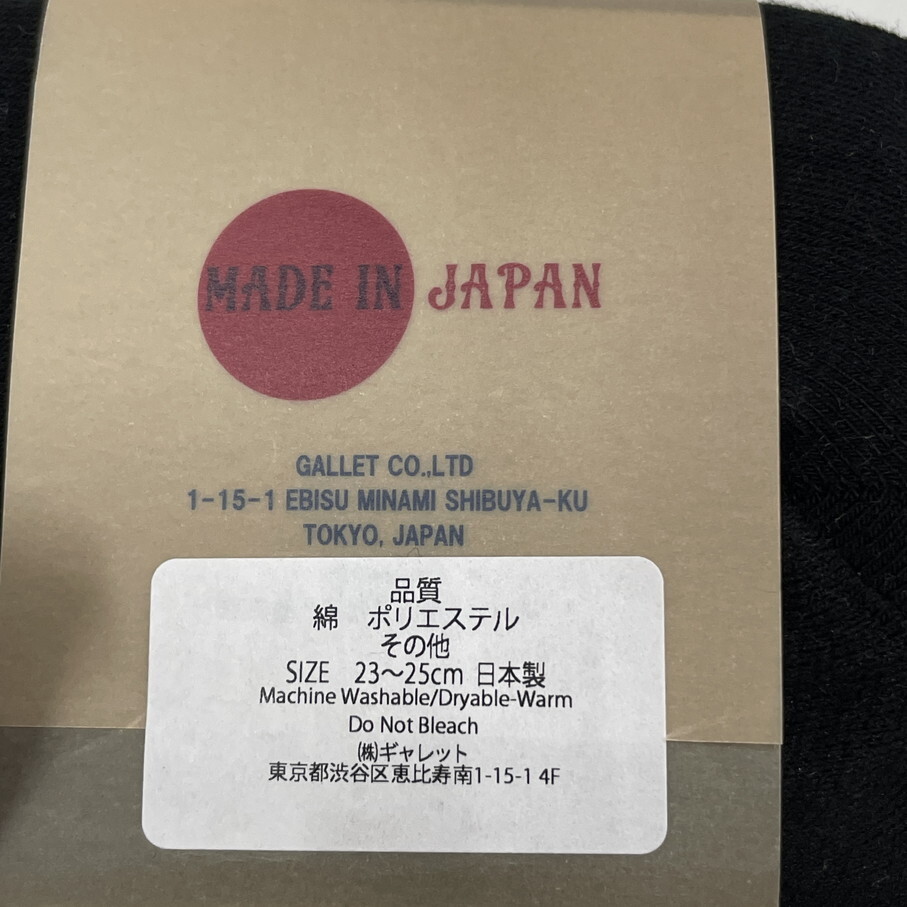 MADE IN JAPAN
GALLET CO.,LTD
1-15-1 EBISU MINAMI SHIBUYA-KU
TOKYO, JAPAN
品質
綿　ポリエステル
その他
SIZE　23～25cm 日本製
Machine Washable/Dryable-Warm
Do Not Bleach
㈱ギャレット
東京都渋谷区恵比寿南1-15-1 4F